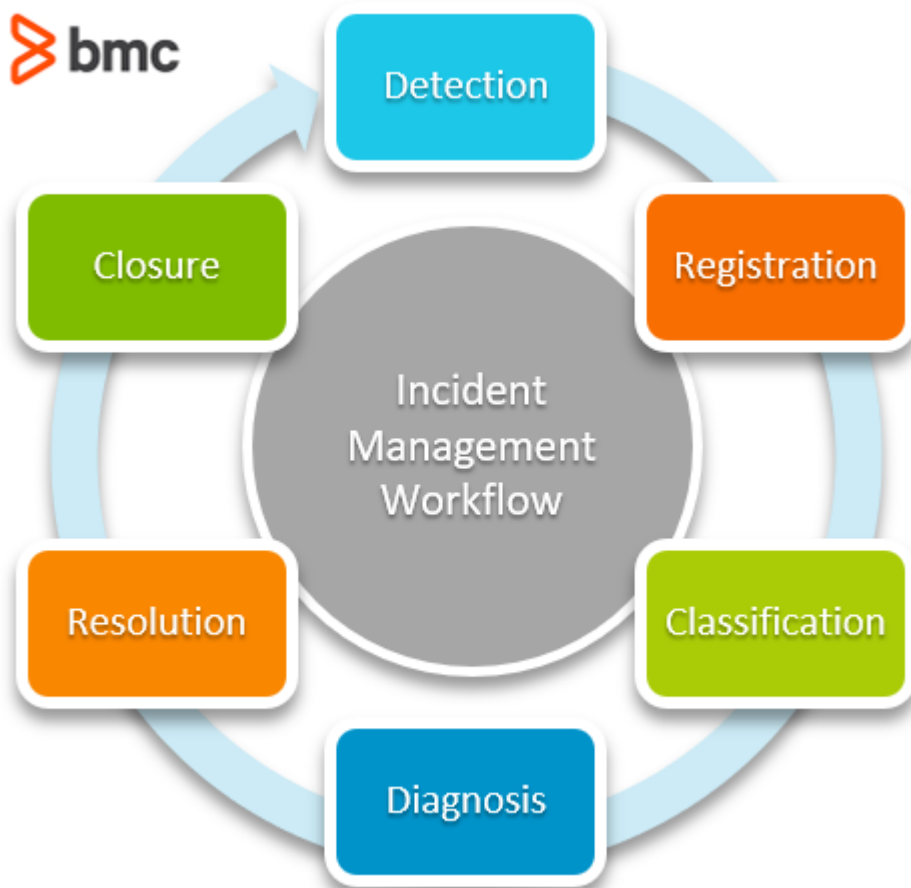 bmc
Detection
Registration
Classification
Diagnosis
Resolution
Closure
Incident
Management
Workflow